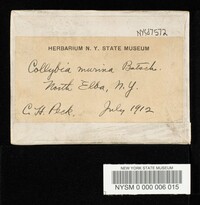 NYSf7572
HERBARIUM N. Y. STATE MUSEUM
Collybia murina Batsch.
North Elba, N.Y.
C. H. Peck. July 1912
NEW YORK STATE MUSEUM
NYSM 0 000 006 015